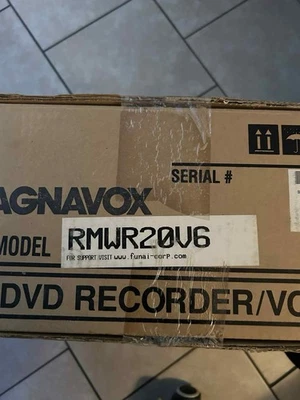 SERIAL #
AGNAVOX
MODEL RMWR20V6
FOR SUPPORT VISIT www.funai-corp.com
DVD RECORDER/VC